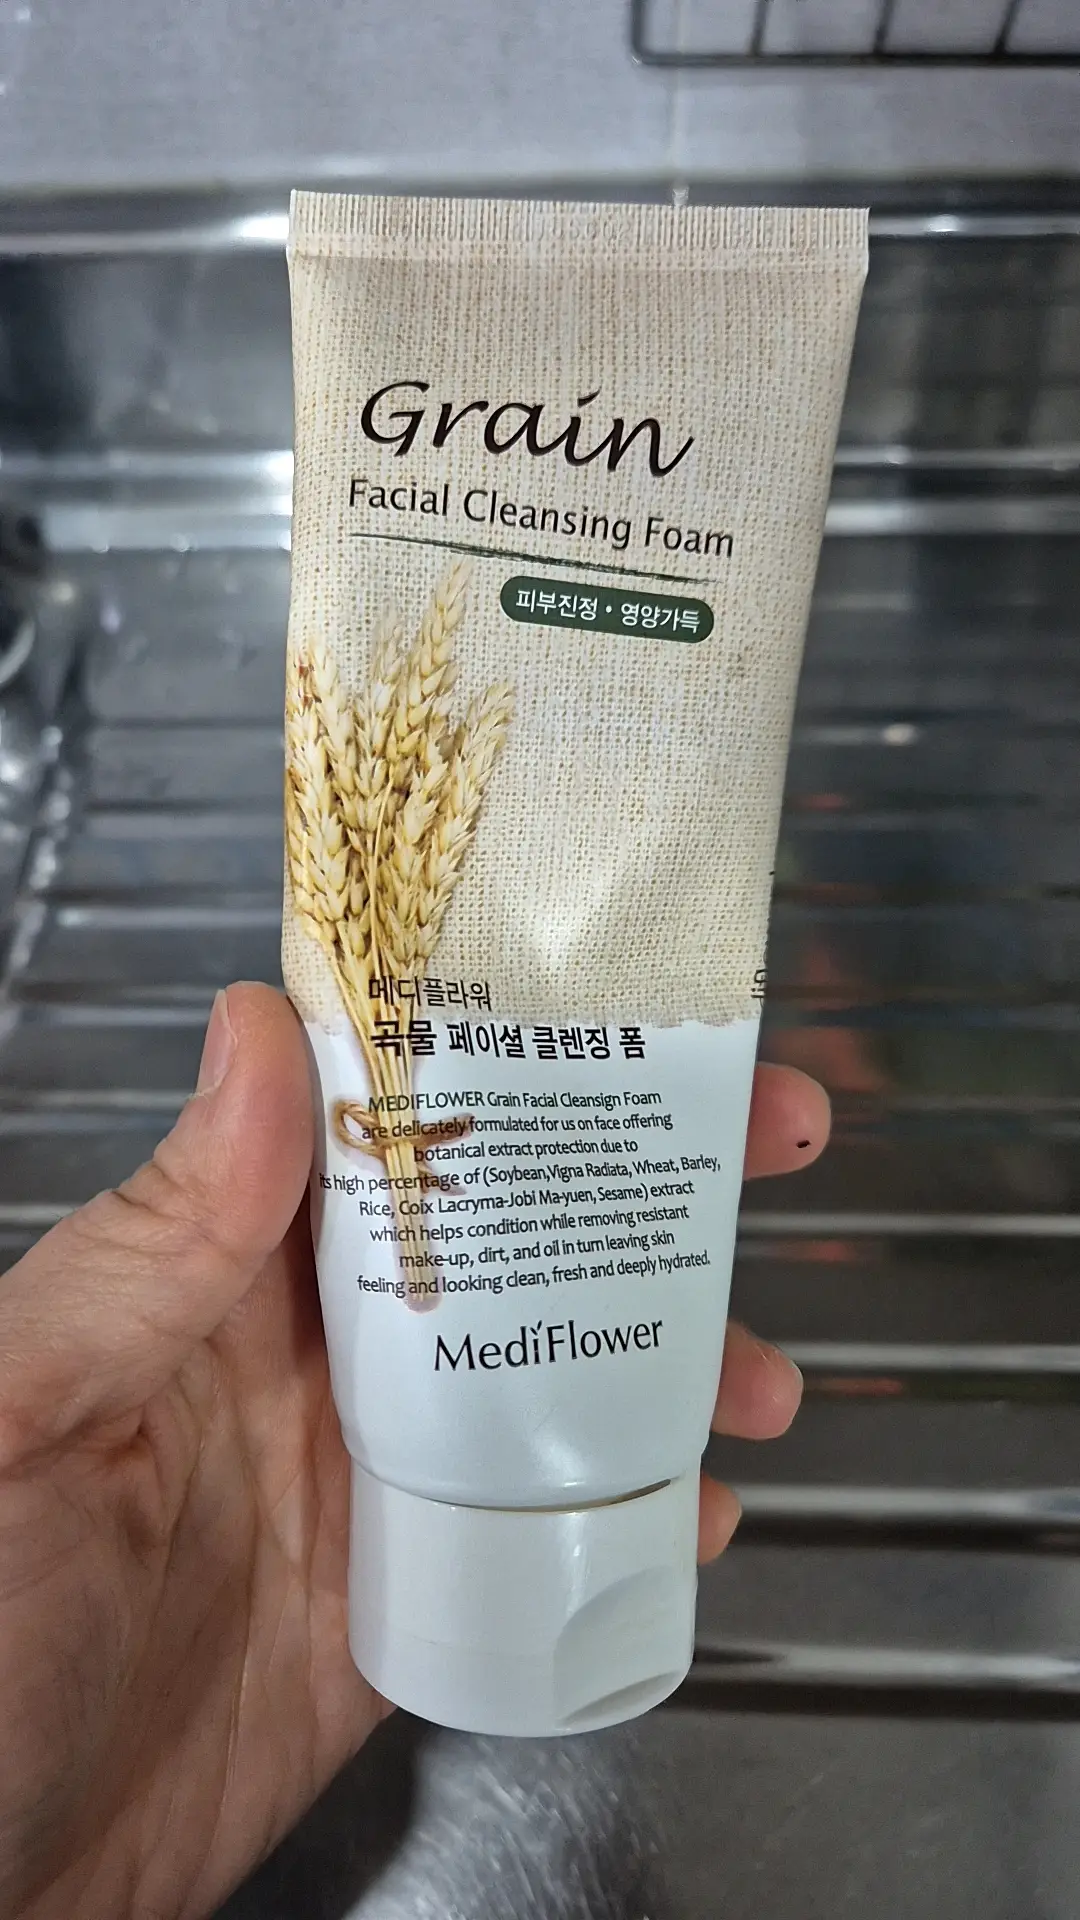 Grain
Facial Cleansing Foam
피부진정 • 영양가득
메디플라워
곡물 페이셜 클렌징 폼
MEDIFLOWER Grain Facial Cleansign Foam
are delicately formulated for us on face offering
botanical extract protection due to
its high percentage of (Soybean,Vigna Radiata, Wheat, Barley,
Rice, Coix Lacryma-Jobi Ma-yuen, Sesame) extract
which helps condition while removing resistant
make-up, dirt, and oil in turn leaving skin
feeling and looking clean, fresh and deeply hydrated.
MediFlower